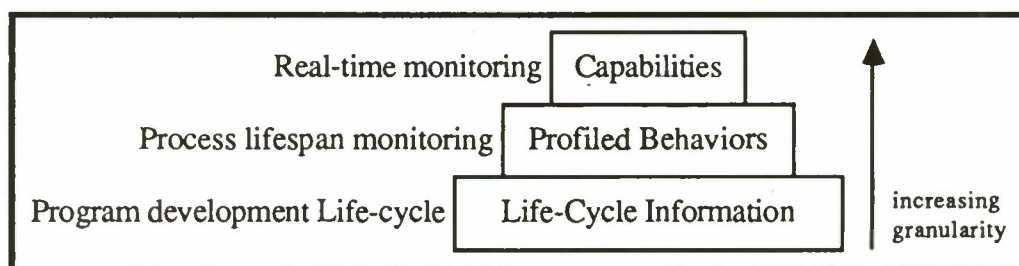 Real-time monitoring Capabilities
Process lifespan monitoring Profiled Behaviors
Program development Life-cycle Life-Cycle Information
increasing
granularity